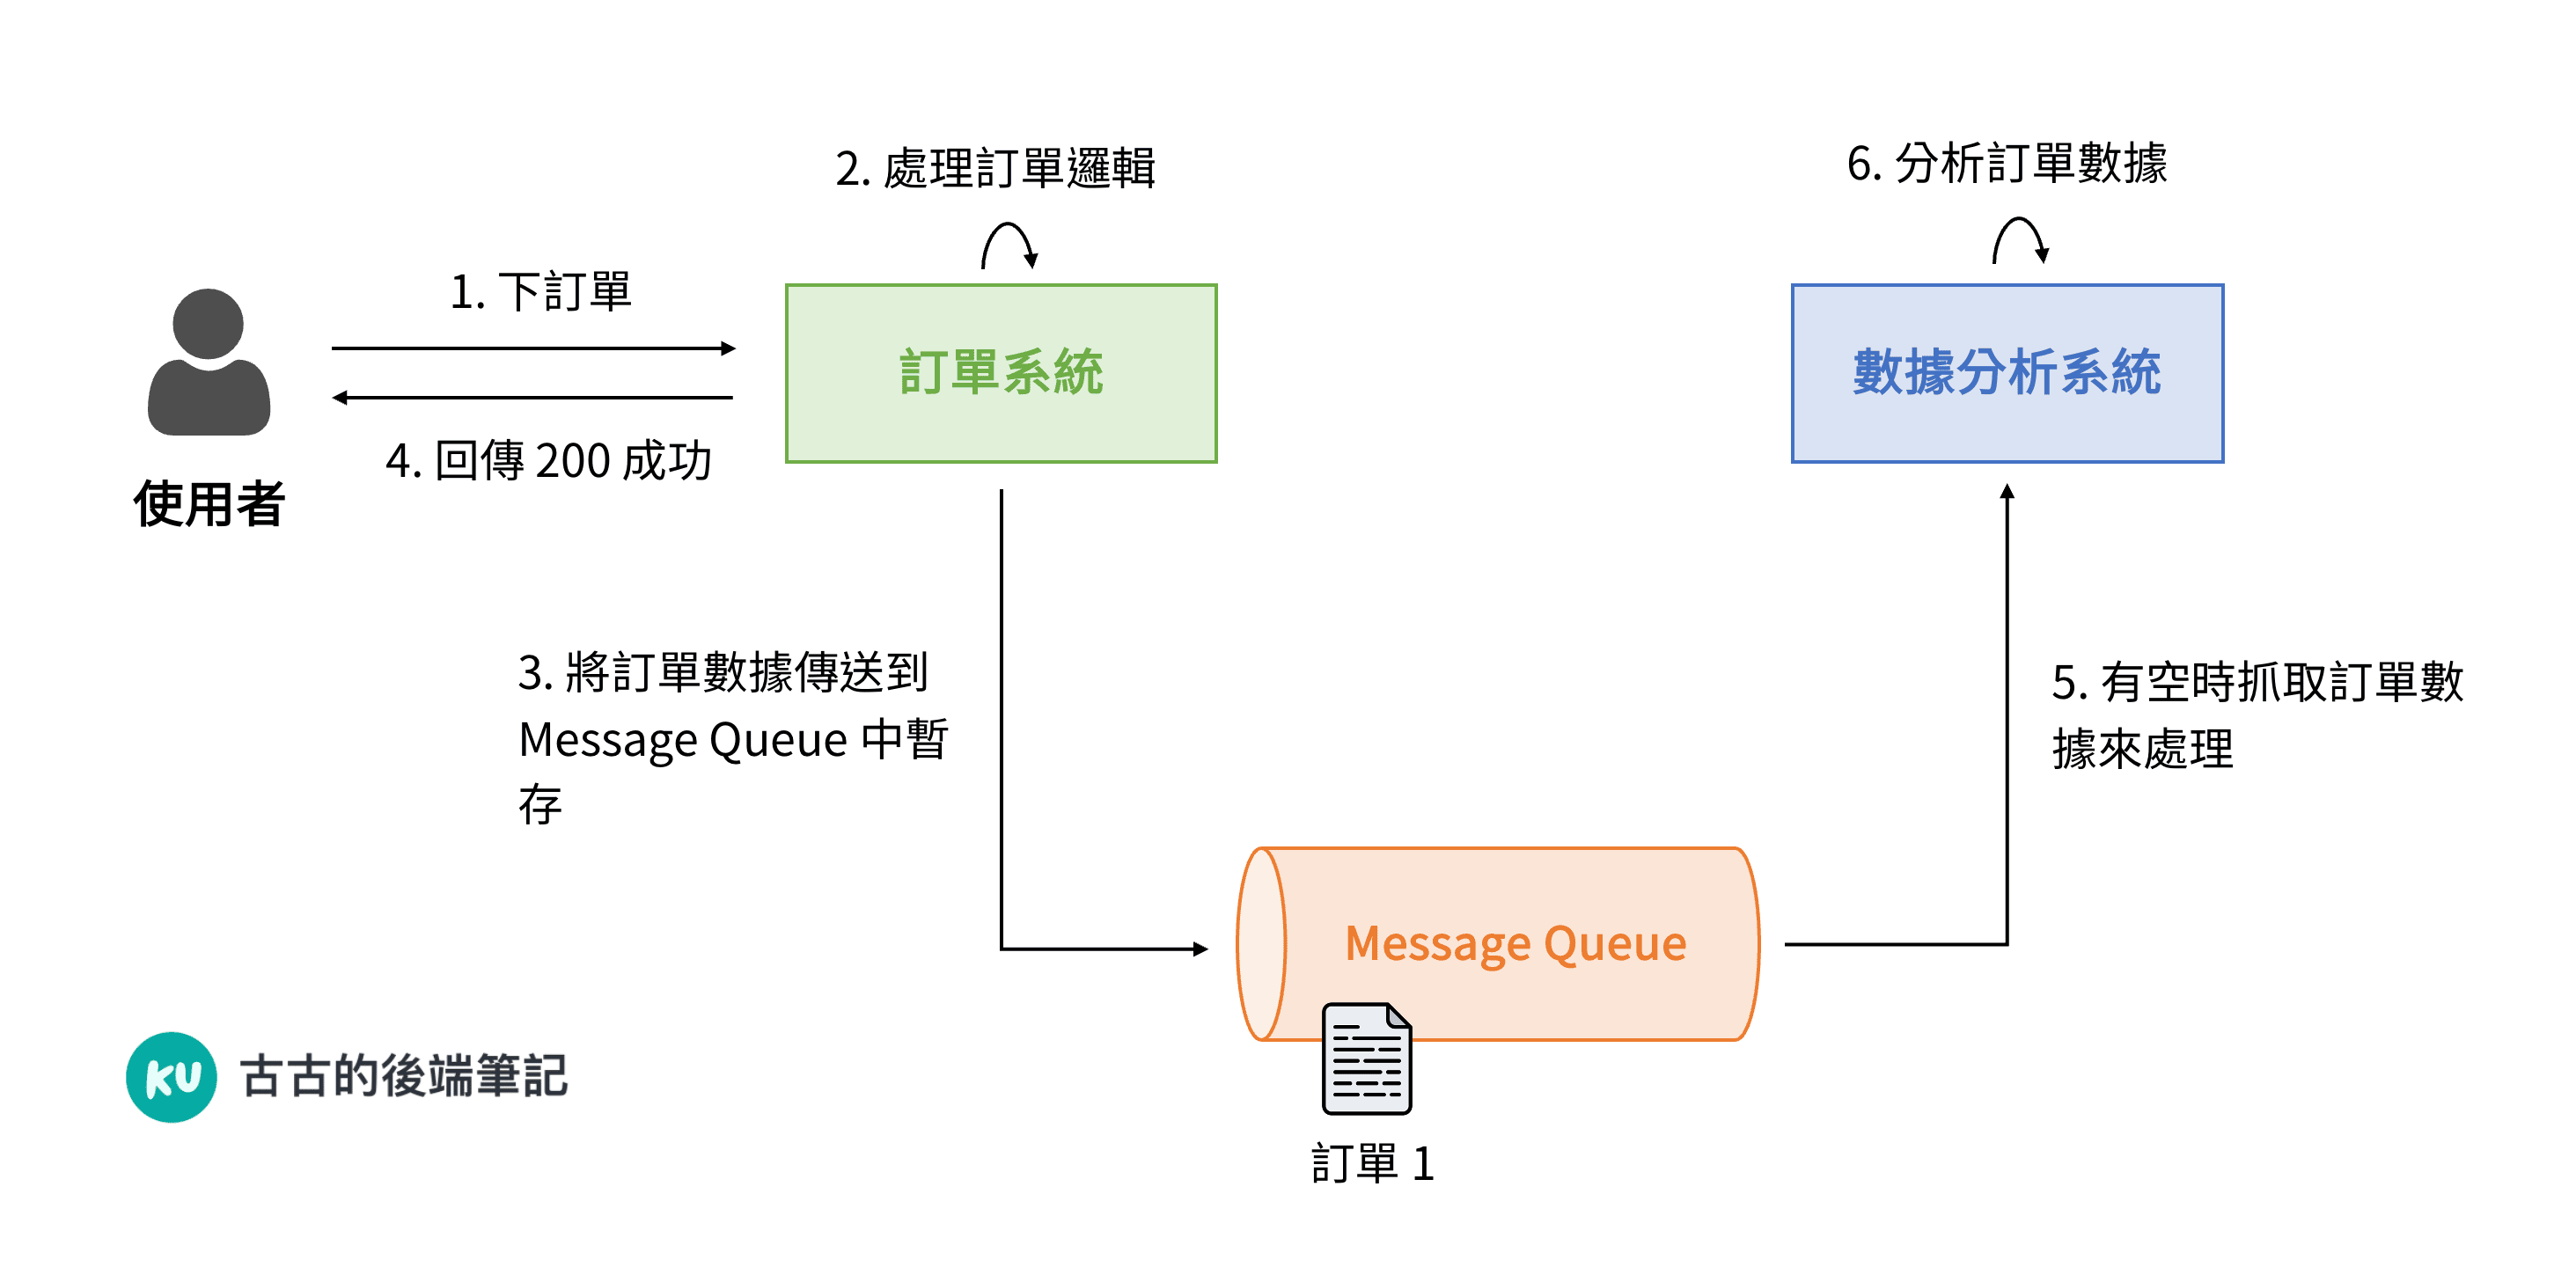 2. 處理訂單邏輯
6. 分析訂單數據
1. 下訂單
訂單系統
數據分析系統
4. 回傳 200 成功
使用者
3. 將訂單數據傳送到
Message Queue 中暫
存
5. 有空時抓取訂單數
據來處理
Message Queue
訂單 1
KU 古古的後端筆記